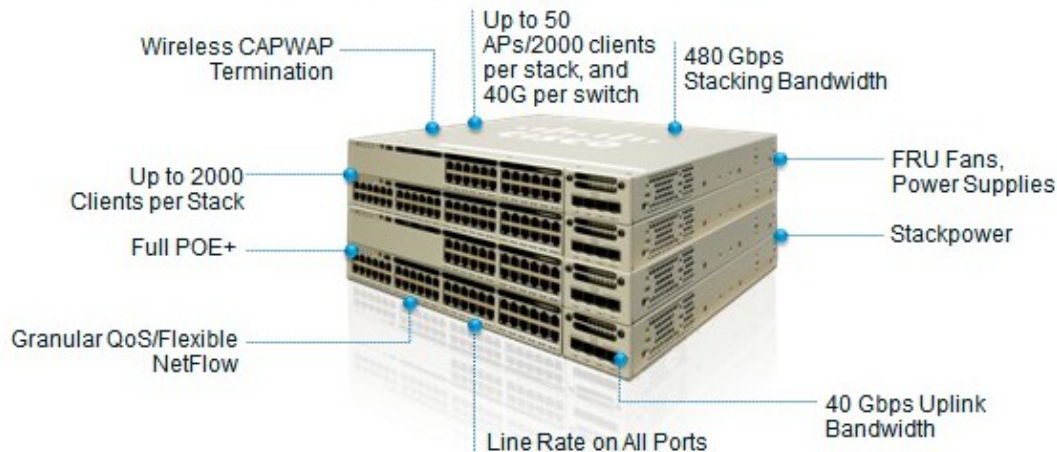 Wireless CAPWAP
Termination
Up to 50
APs/2000 clients
per stack, and
40G per switch
480 Gbps
Stacking Bandwidth
Up to 2000
Clients per Stack
Full POE+
Granular QoS/Flexible
NetFlow
Line Rate on All Ports
FRU Fans,
Power Supplies
Stackpower
40 Gbps Uplink
Bandwidth
CISCO